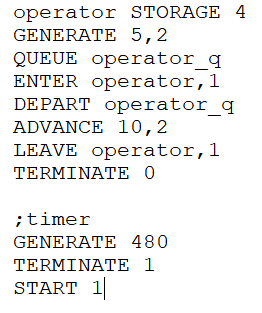 operator STORAGE 4
GENERATE 5,2
QUEUE operator_q
ENTER operator,1
DEPART operator_q
ADVANCE 10,2
LEAVE operator,1
TERMINATE 0

;timer
GENERATE 480
TERMINATE 1
START 1